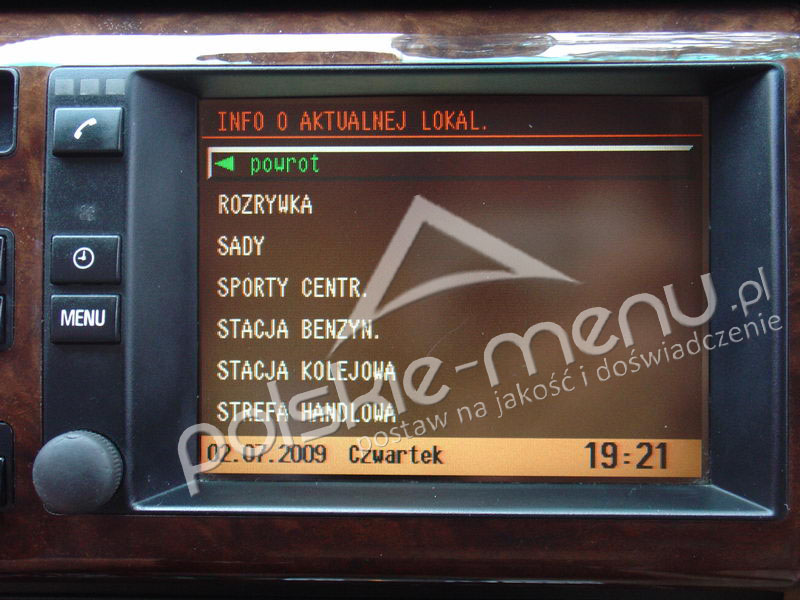 INFO O AKTUALNEJ LOKAL.
◄ powrot
ROZRYWKA
SADY
SPORTY CENTR.
STACJA BENZYN.
MENU
STACJA KOLEJOWA
STREFA HANDLOWA
02.07.2009 Czwartek 19:21
polskie-menu.pl
postaw na jakość i doświadczenie